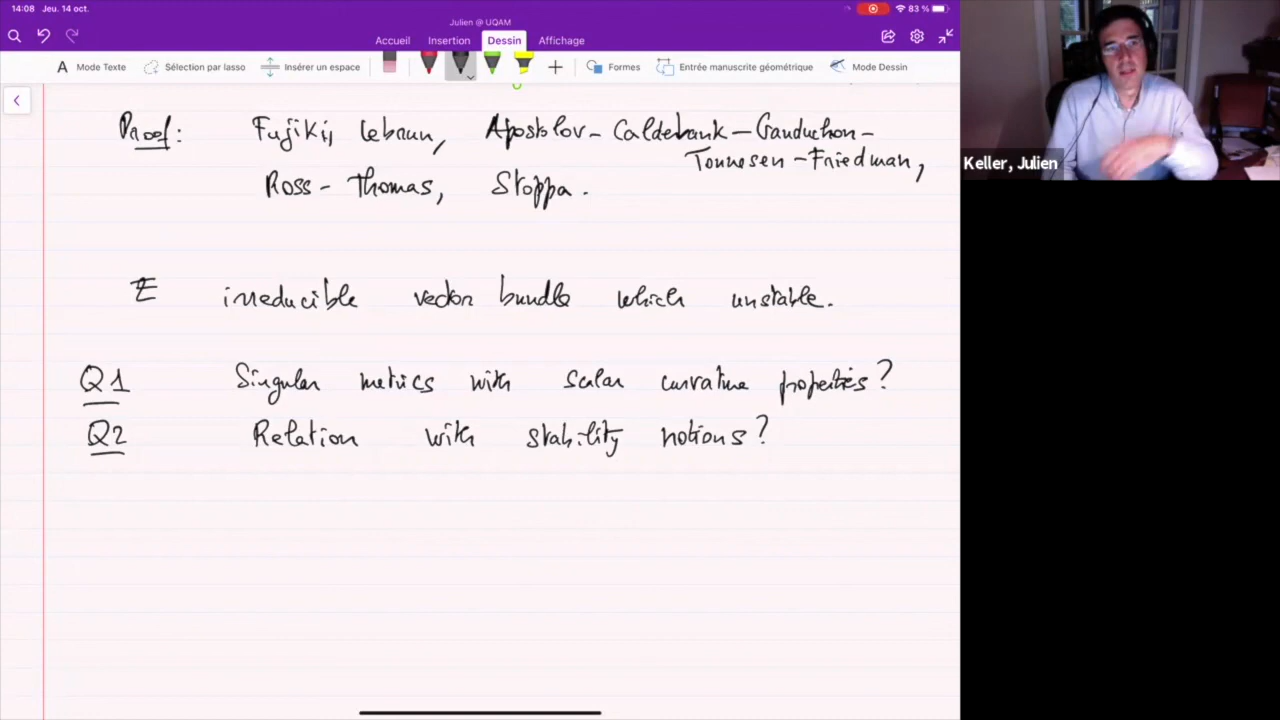 14:08 Jeu. 14 oct.
83 %
Julien @ UQAM
Accueil Insertion Dessin Affichage
A Mode Texte Sélection par lasso Insérer un espace Formes Entrée manuscrite géométrique Mode Dessin
Proof: Fujiki, Lebrun, Apostolov-Calderbank-Gauduchon-
Tonnesen-Friedman,
Ross-Thomas, Stoppa.
Keller, Julien
E irreducible vector bundle which unstable.
Q1 Singular metrics with scalar curvature properties?
Q2 Relation with stability notions?